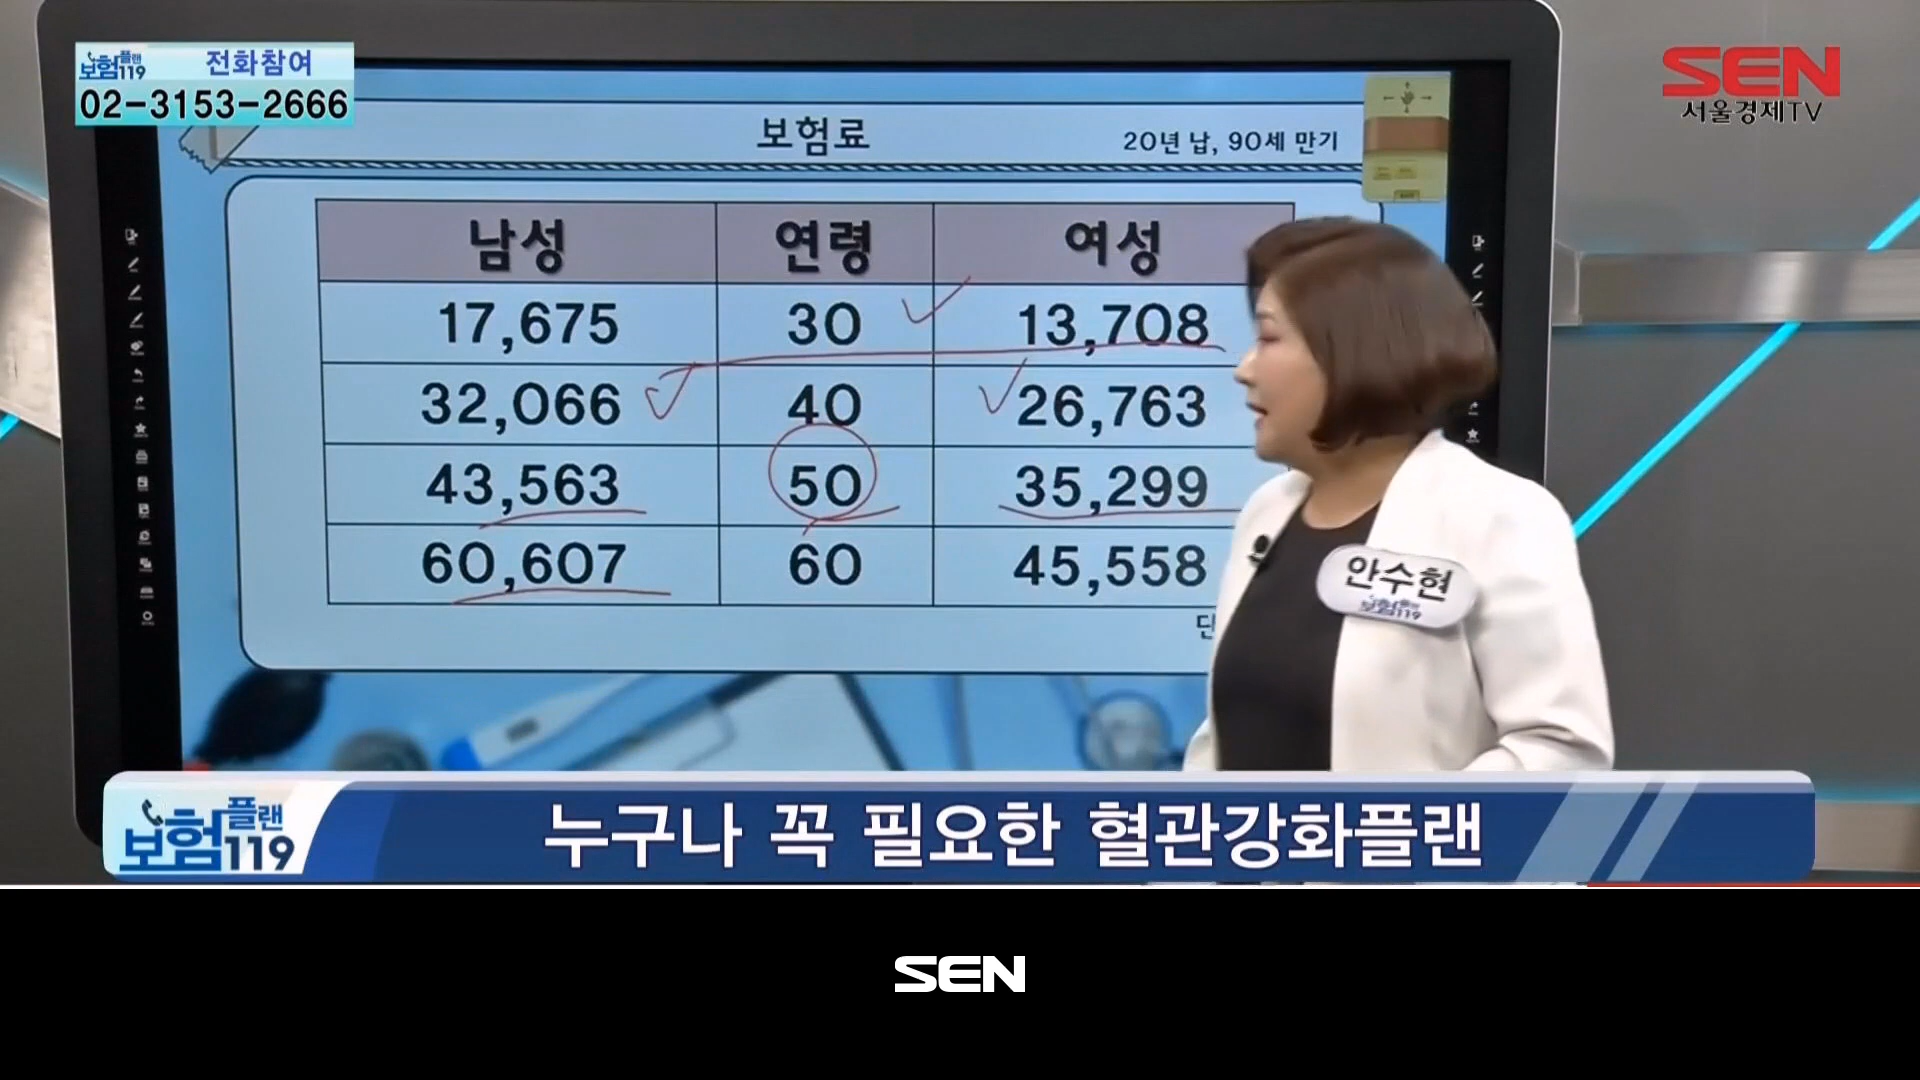 보험플랜119 전화참여
02-3153-2666
SEN
서울경제TV
보험료
20년 납, 90세 만기
남성 연령 여성
17,675 30 13,708
32,066 40 26,763
43,563 50 35,299
60,607 60 45,558
안수현
보험플랜119
보험플랜119
누구나 꼭 필요한 혈관강화플랜
SEN